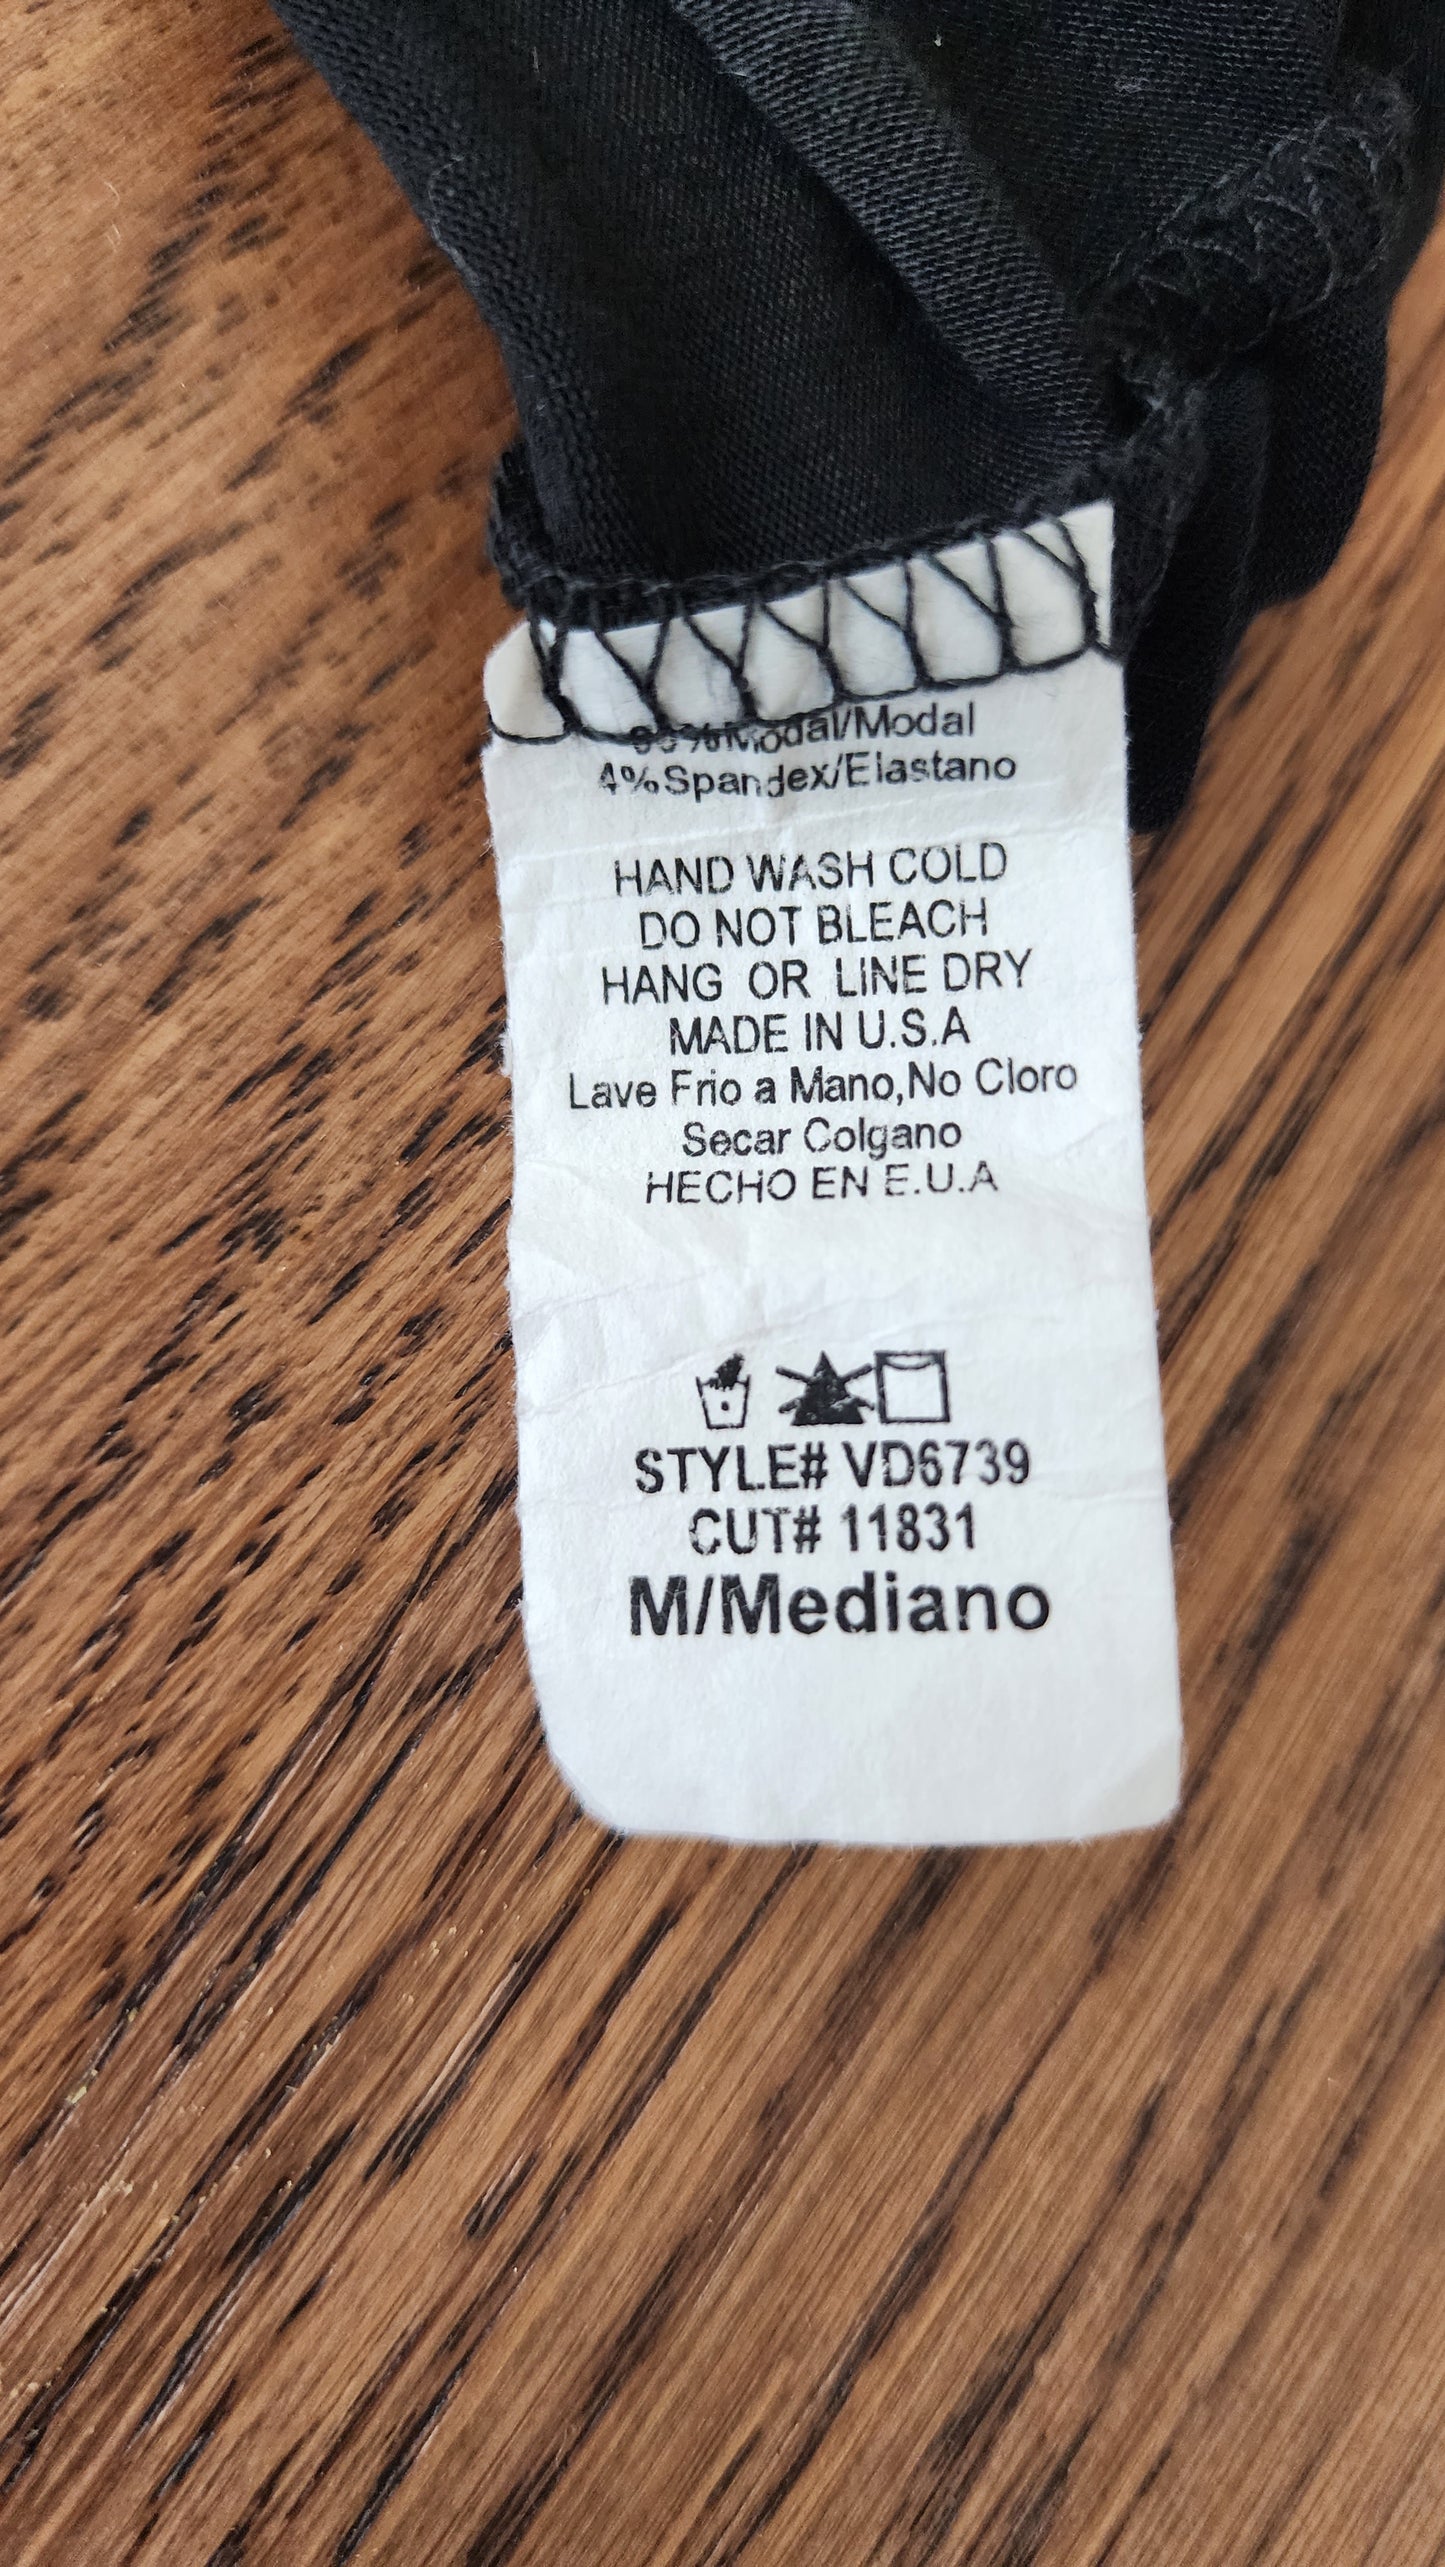 Modal/Modal
4%Spandex/Elastano
HAND WASH COLD
DO NOT BLEACH
HANG OR LINE DRY
MADE IN U.S.A
Lave Frio a Mano,No Cloro
Secar Colgano
HECHO EN E.U.A
STYLE# VD6739
CUT# 11831
M/Mediano